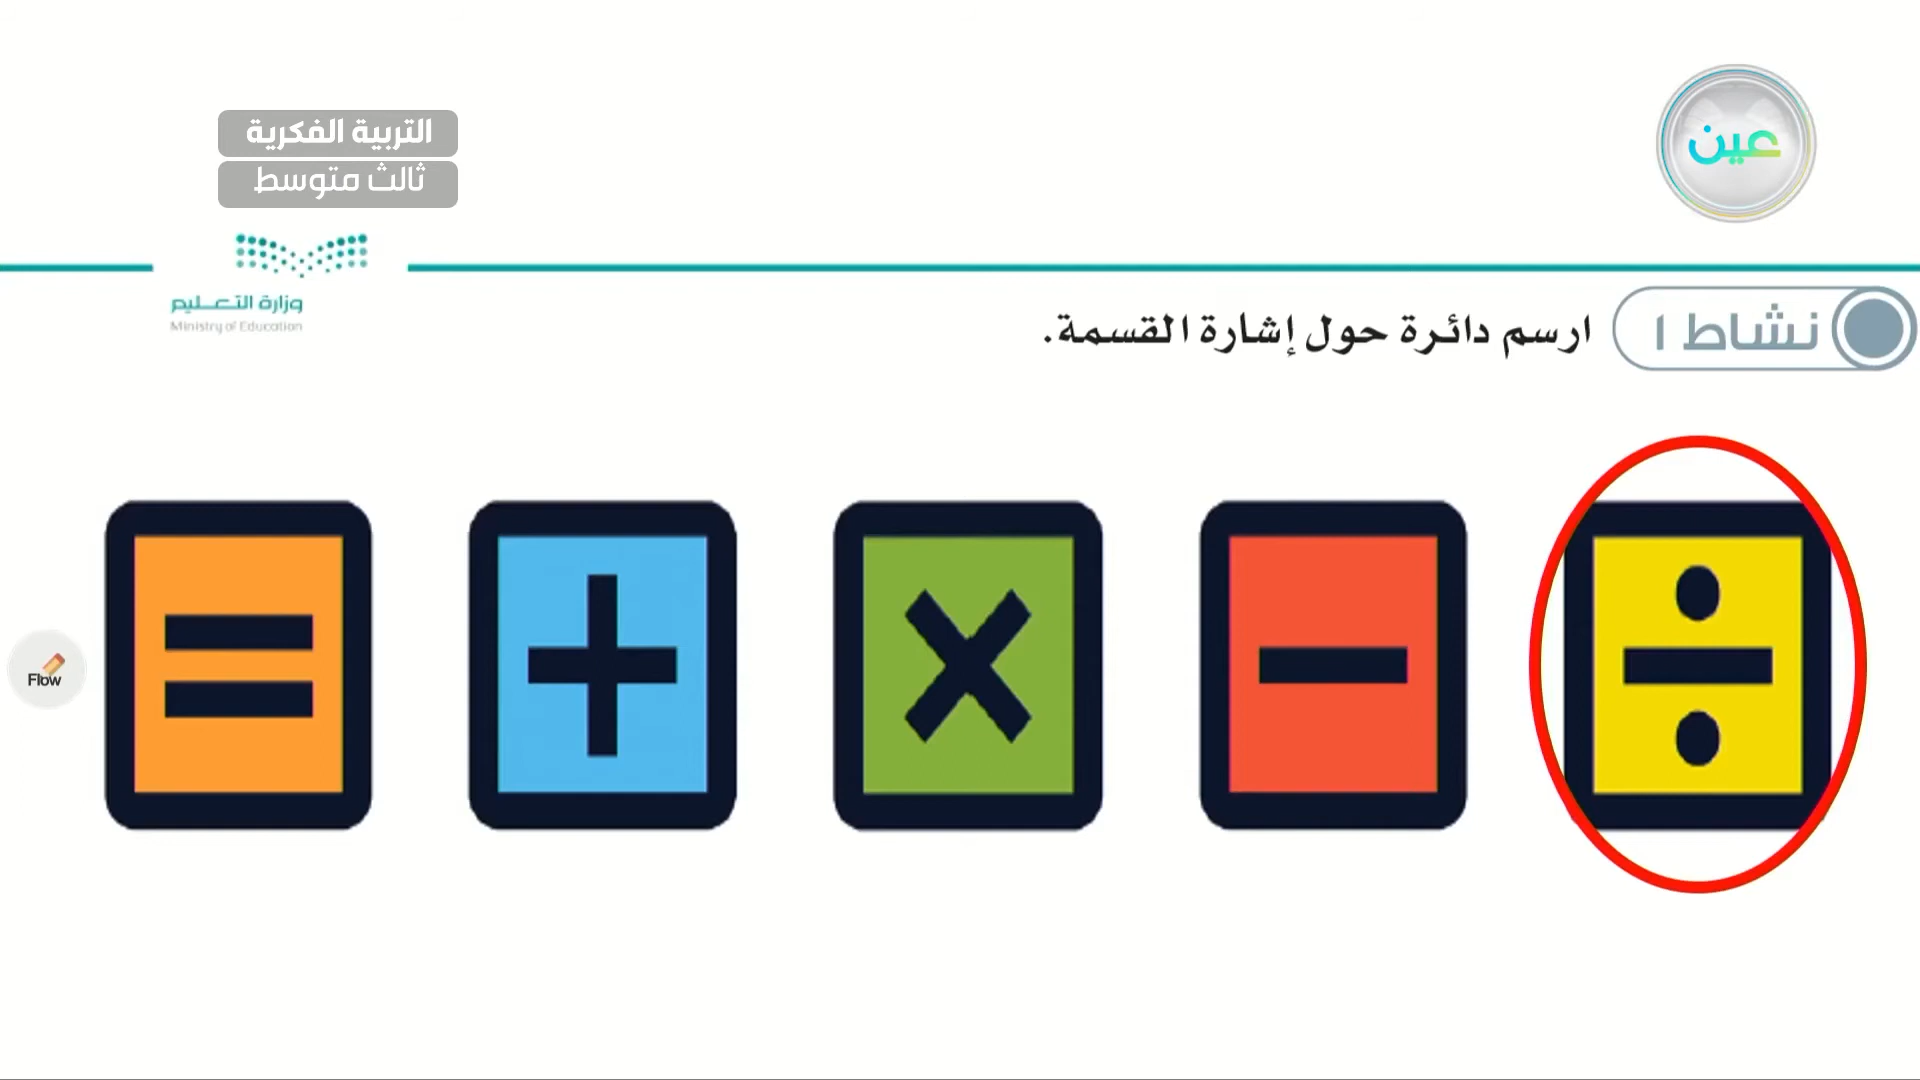 عين
التربية الفكرية
ثالث متوسط
وزارة التعليم
Ministry of Education
نشاط ١
ارسم دائرة حول إشارة القسمة.
÷ − × + =
Flow